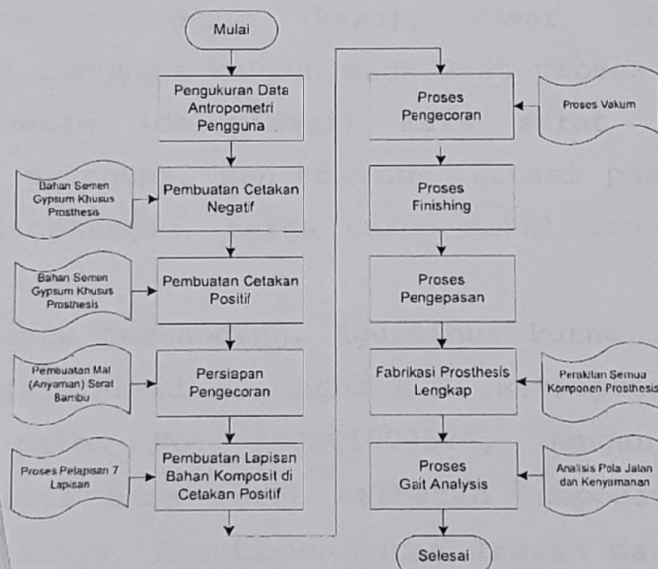 Mulai
Pengukuran Data
Antropometri
Pengguna
Bahan Semen
Gypsum Khusus
Prosthesis
Pembuatan Cetakan
Negatif
Bahan Semen
Gypsum Khusus
Prosthesis
Pembuatan Cetakan
Positif
Pembuatan Mal
(Anyaman) Serat
Bambu
Persiapan
Pengecoran
Proses Pelapisan 7
Lapisan
Pembuatan Lapisan
Bahan Komposit di
Cetakan Positif
Proses
Pengecoran
Proses Vakum
Proses
Finishing
Proses
Pengepasan
Fabrikasi Prosthesis
Lengkap
Perakitan Semua
Komponen Prosthesis
Proses
Gait Analysis
Analisis Pola Jalan
dan Kenyamanan
Selesai